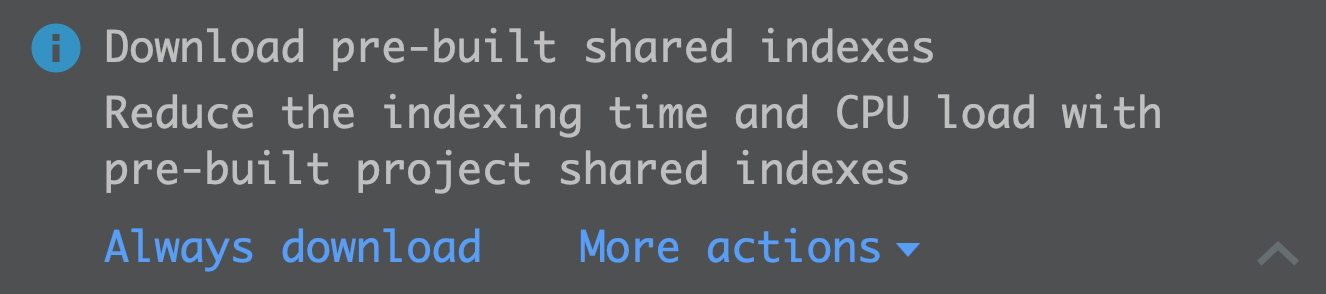 Download pre-built shared indexes
Reduce the indexing time and CPU load with
pre-built project shared indexes
Always download More actions